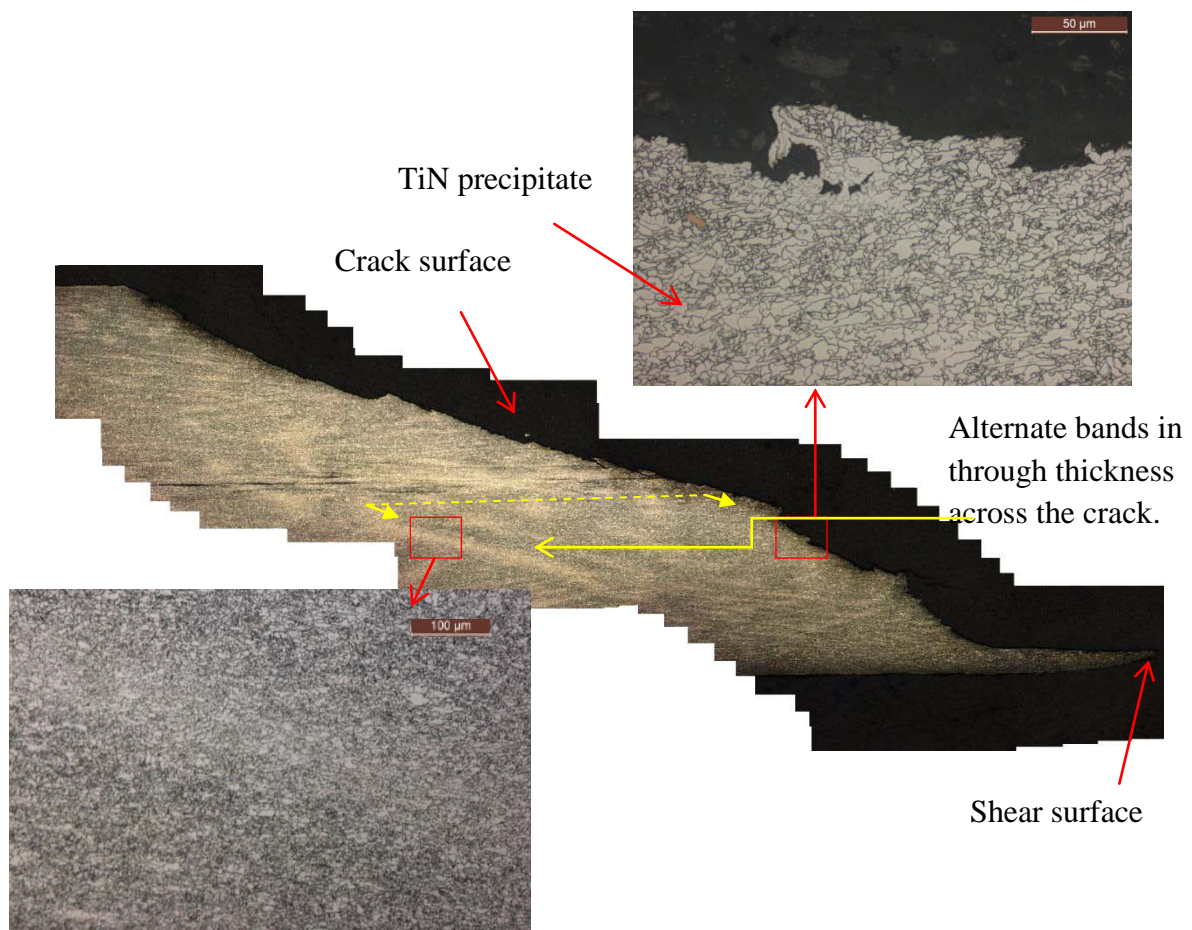 50 µm
TiN precipitate
Crack surface
Alternate bands in
through thickness
across the crack.
100 µm
Shear surface